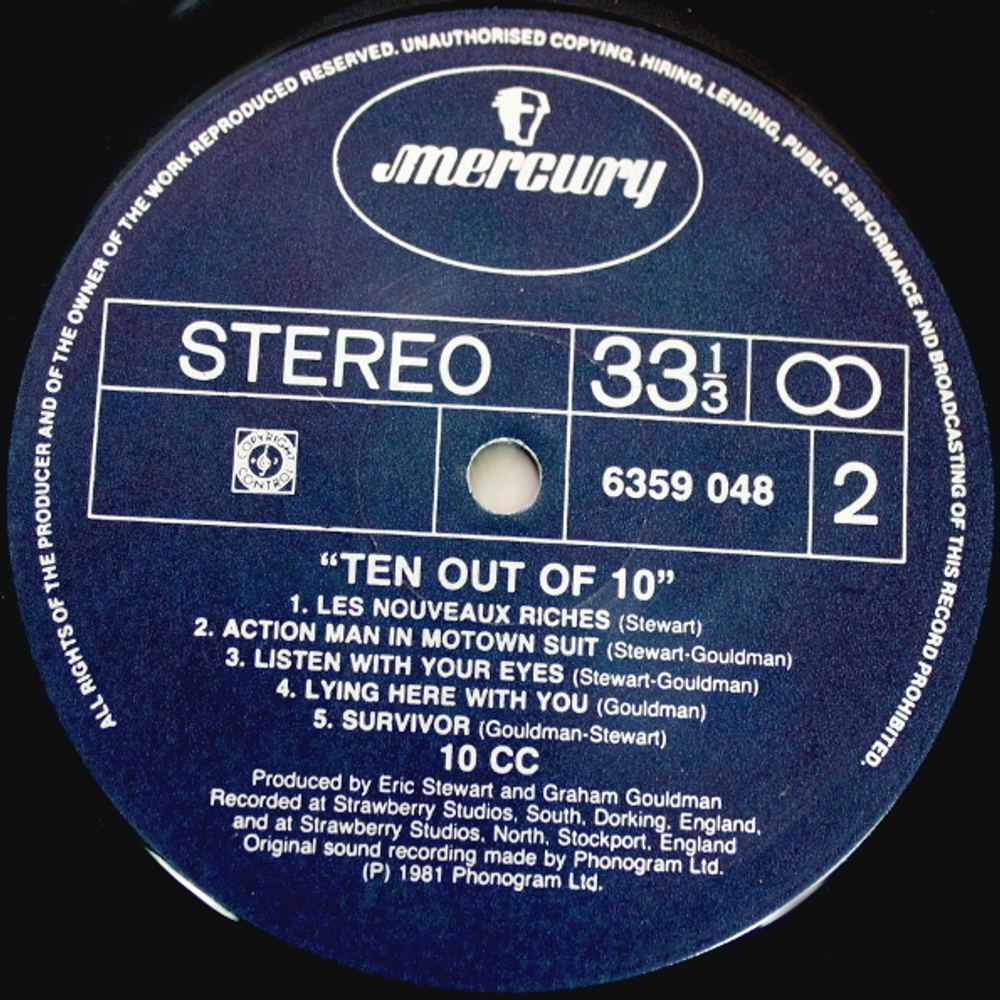 ALL RIGHTS OF THE PRODUCER AND OF THE OWNER OF THE WORK REPRODUCED RESERVED. UNAUTHORISED COPYING, HIRING, LENDING, PUBLIC PERFORMANCE AND BROADCASTING OF THIS RECORD PROHIBITED.
mercury
STEREO
33 1/3
COPYRIGHT
CONTROL
6359 048
2
“TEN OUT OF 10”
1. LES NOUVEAUX RICHES (Stewart)
2. ACTION MAN IN MOTOWN SUIT (Stewart-Gouldman)
3. LISTEN WITH YOUR EYES (Stewart-Gouldman)
4. LYING HERE WITH YOU (Gouldman)
5. SURVIVOR (Gouldman-Stewart)
10 CC
Produced by Eric Stewart and Graham Gouldman
Recorded at Strawberry Studios, South, Dorking, England,
and at Strawberry Studios, North, Stockport, England
Original sound recording made by Phonogram Ltd.
(P) 1981 Phonogram Ltd.